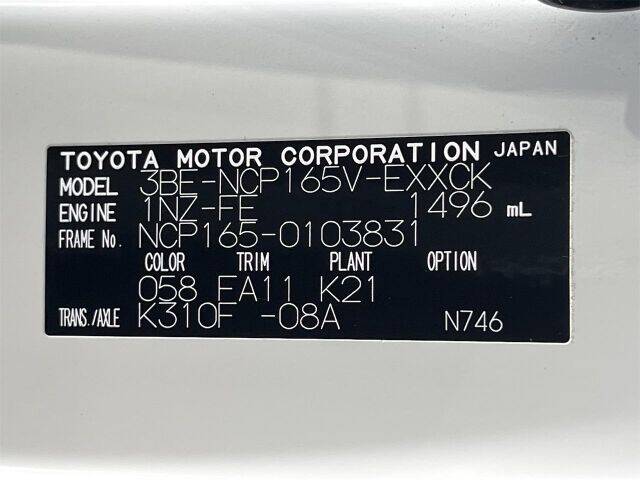 TOYOTA MOTOR CORPORATION JAPAN
MODEL 3BE-NCP165V-EXXCK
ENGINE 1NZ-FE 1496 mL
FRAME No. NCP165-0103831
COLOR TRIM PLANT OPTION
058 FA11 K21
TRANS./AXLE K310F -08A N746